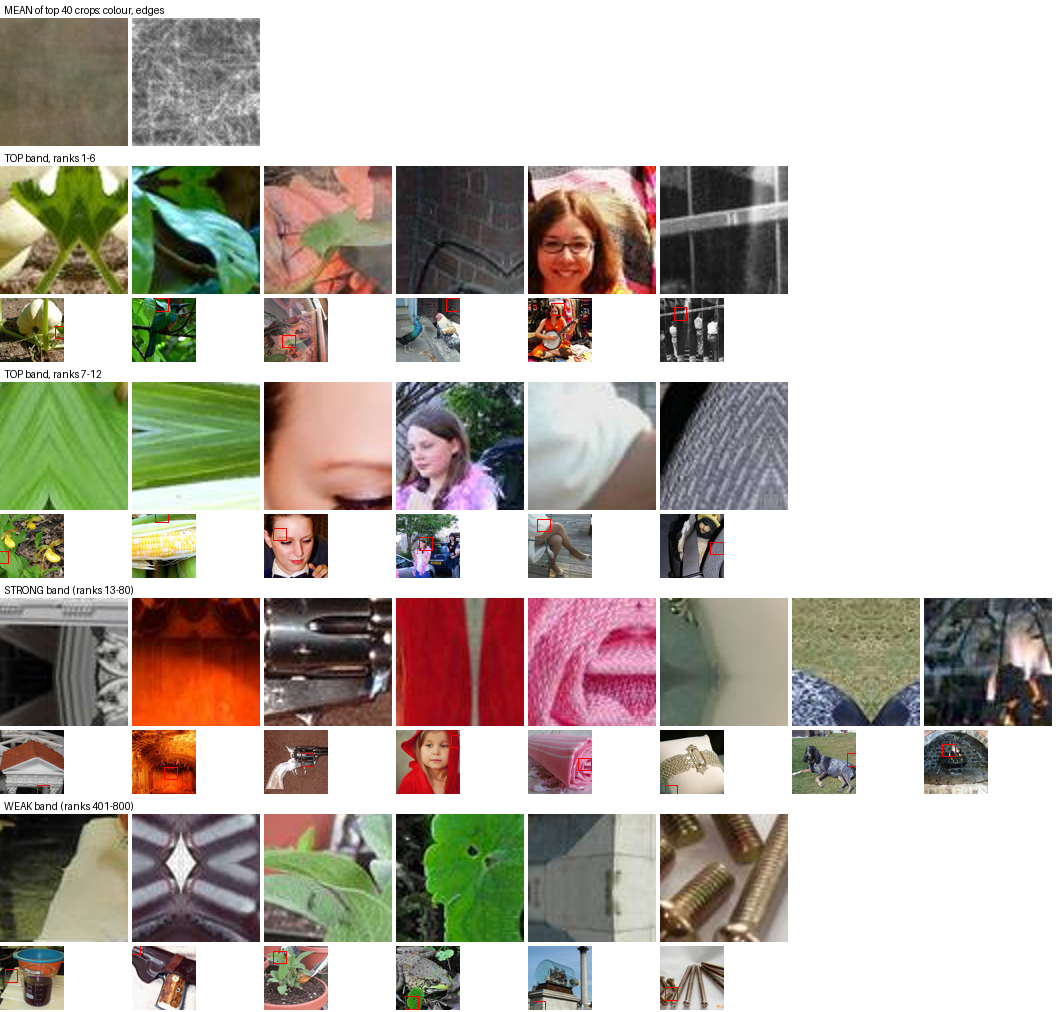 MEAN of top 40 crops: colour, edges
TOP band, ranks 1-6
TOP band, ranks 7-12
STRONG band (ranks 13-80)
WEAK band (ranks 401-800)